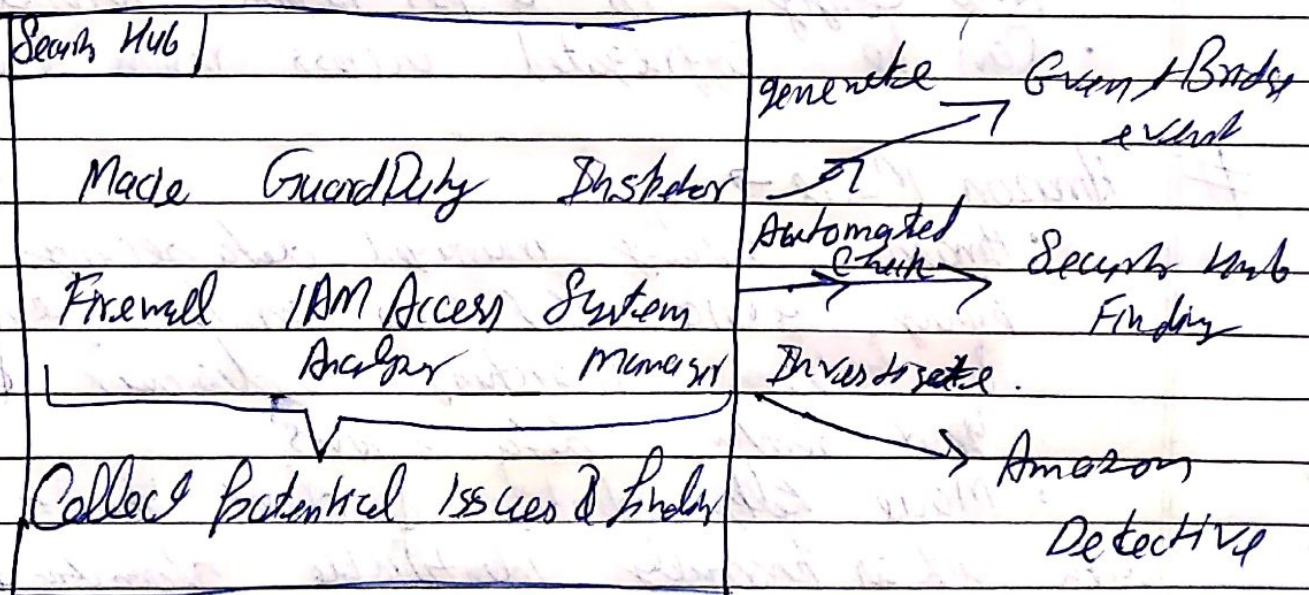 Security Hub
generate EventBridge
event
Macie GuardDuty Inspector
Automated
Check Security Hub
Finding
Firewall IAM Access System
Analyzer Manager
Investigate.
Collect potential issues & finding
Amazon
Detective